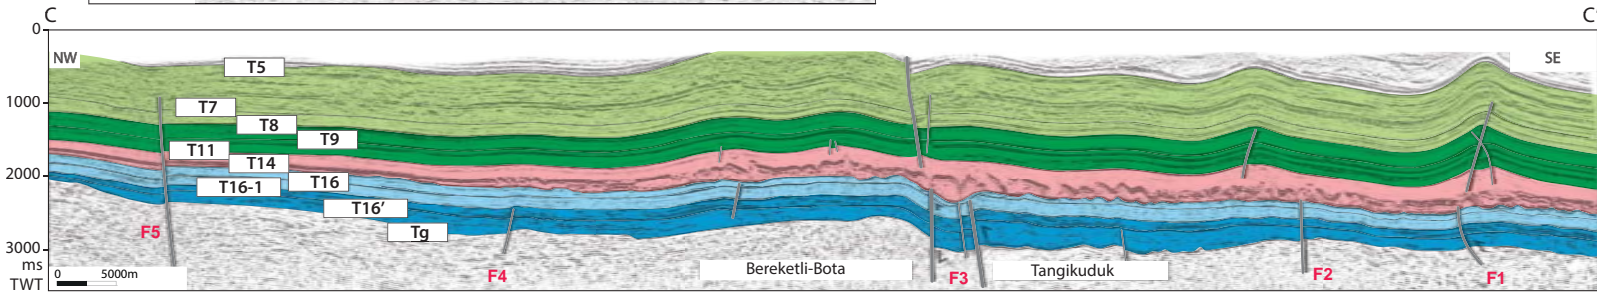 C
C'
0
NW
SE
T5
1000
T7
T8
T9
T11
T14
2000
T16
T16-1
T16′
F5
Tg
3000
ms
TWT
0 5000m
F4
Bereketli-Bota
F3
Tangikuduk
F2
F1